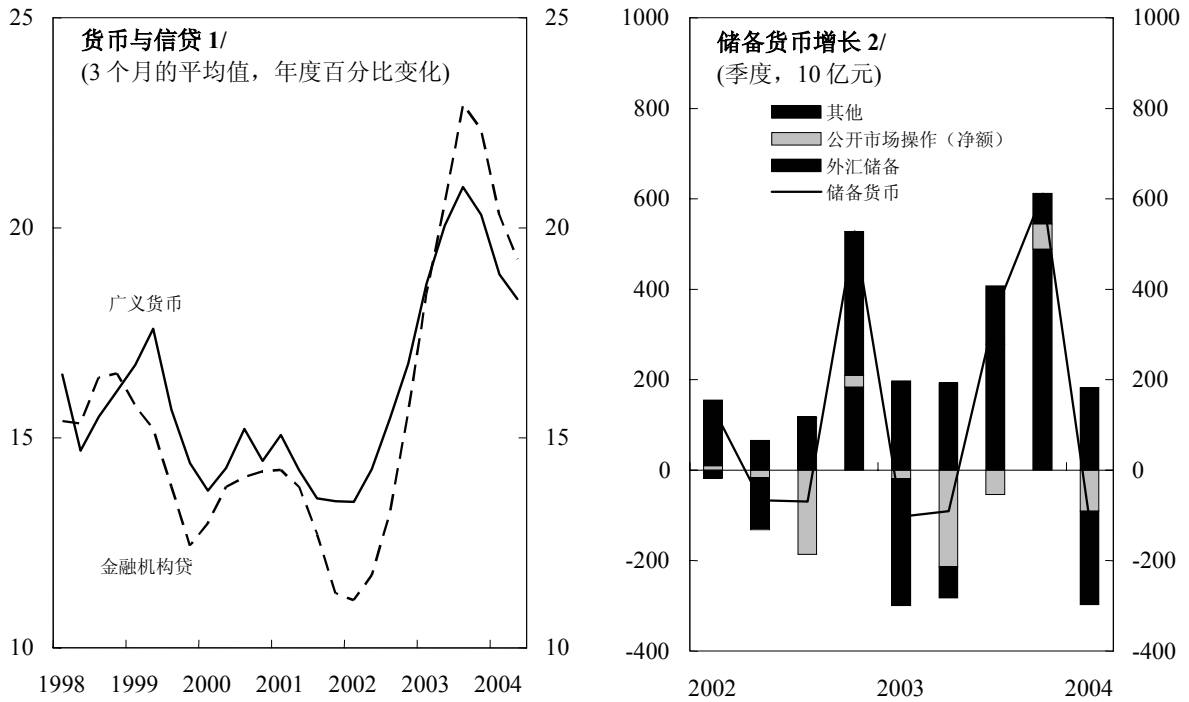 货币与信贷 1/
(3 个月的平均值，年度百分比变化)
25
20
15
10
25
20
15
10
广义货币
金融机构贷
1998 1999 2000 2001 2002 2003 2004
储备货币增长 2/
(季度，10 亿元)
其他
公开市场操作（净额）
外汇储备
储备货币
1000
800
600
400
200
0
-200
-400
1000
800
600
400
200
0
-200
-400
2002 2003 2004